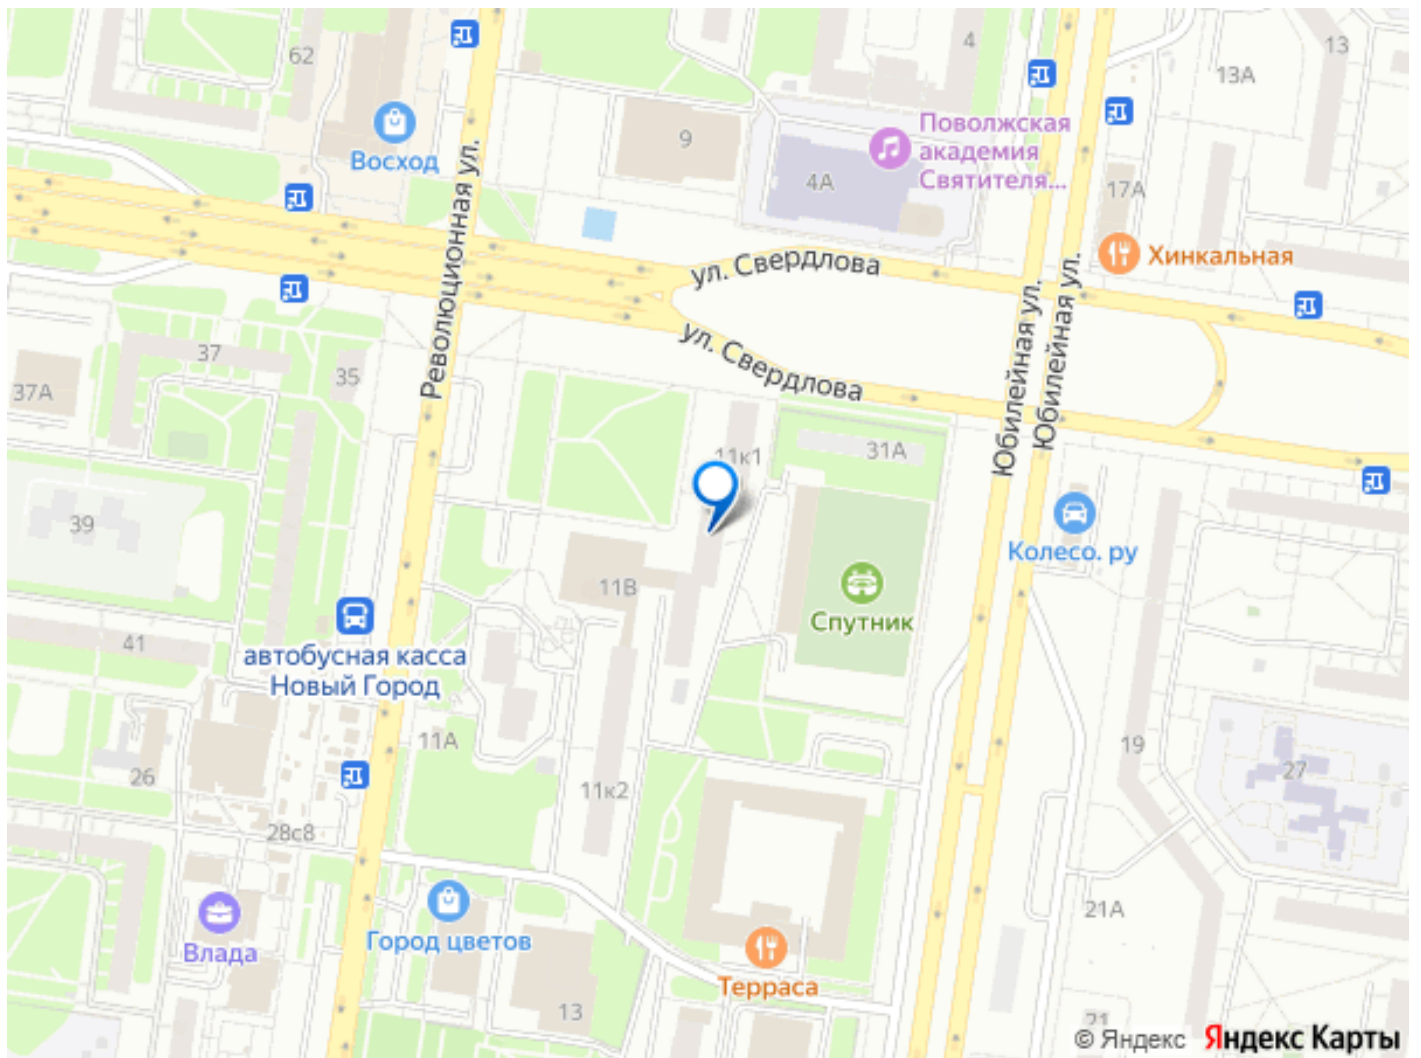 62
4
13
13А
Восход
9
Поволжская
академия
Святителя...
4А
17А
Революционная ул.
ул. Свердлова
Хинкальная
ул. Свердлова
Юбилейная ул.
Юбилейная ул.
37
35
37А
11к1
31А
39
Колесо. ру
11В
Спутник
41
автобусная касса
Новый Город
11А
19
26
27
11к2
28с8
21А
Город цветов
Влада
Терраса
13
21
© Яндекс Яндекс Карты